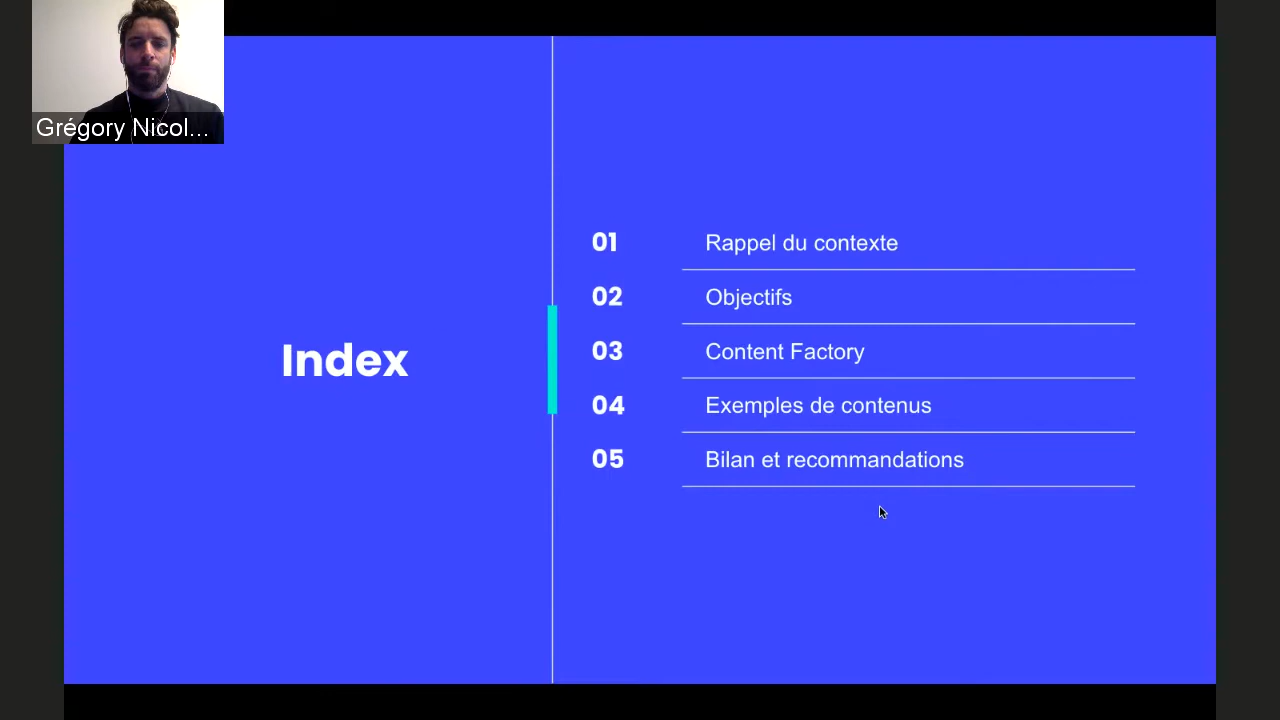 Grégory Nicol...
Index
01 Rappel du contexte
02 Objectifs
03 Content Factory
04 Exemples de contenus
05 Bilan et recommandations